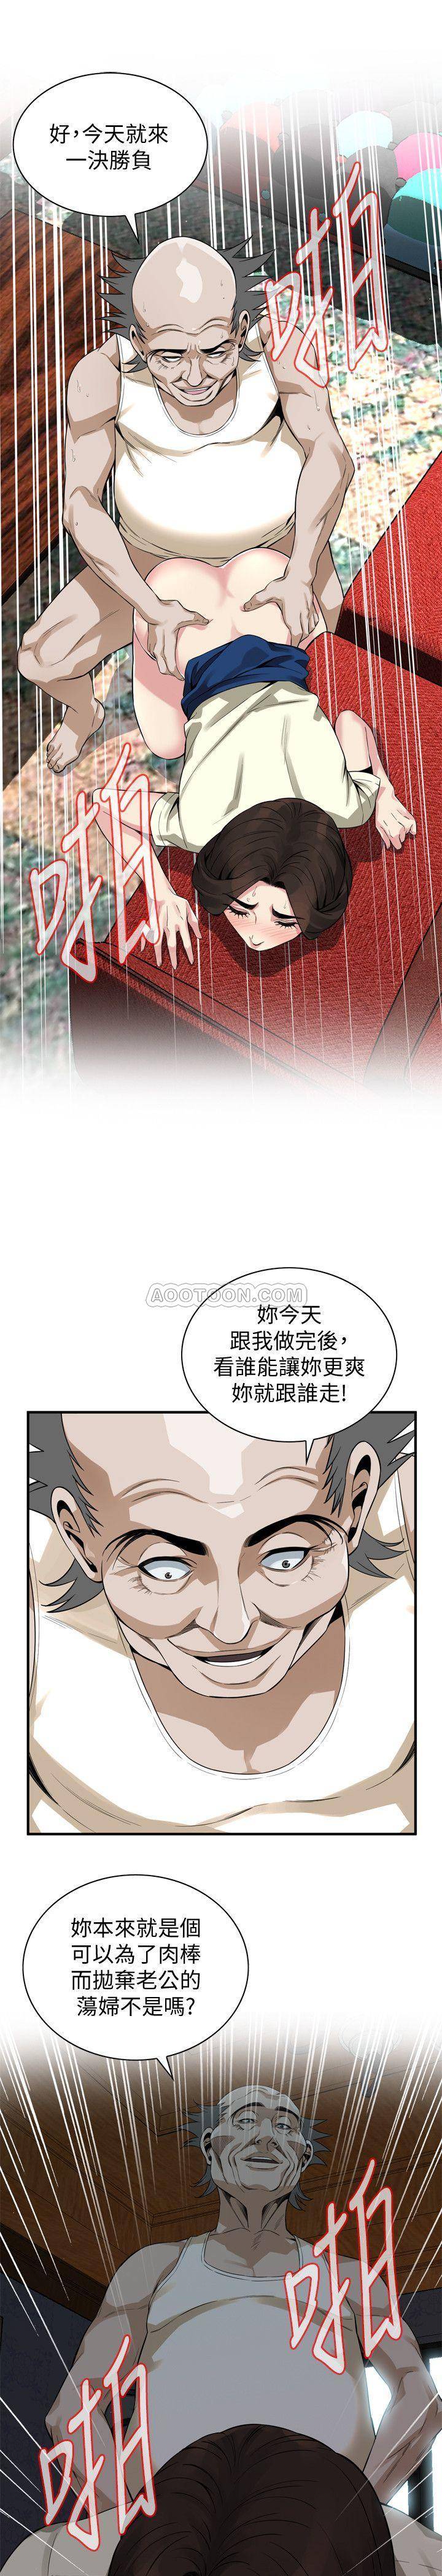 好，今天就來
一決勝負
啪
啪
AOOTOON.COM
妳今天
跟我做完後，
看誰能讓妳更爽
妳就跟誰走！
妳本來就是個
可以為了肉棒
而拋棄老公的
蕩婦不是嗎？
啪
啪